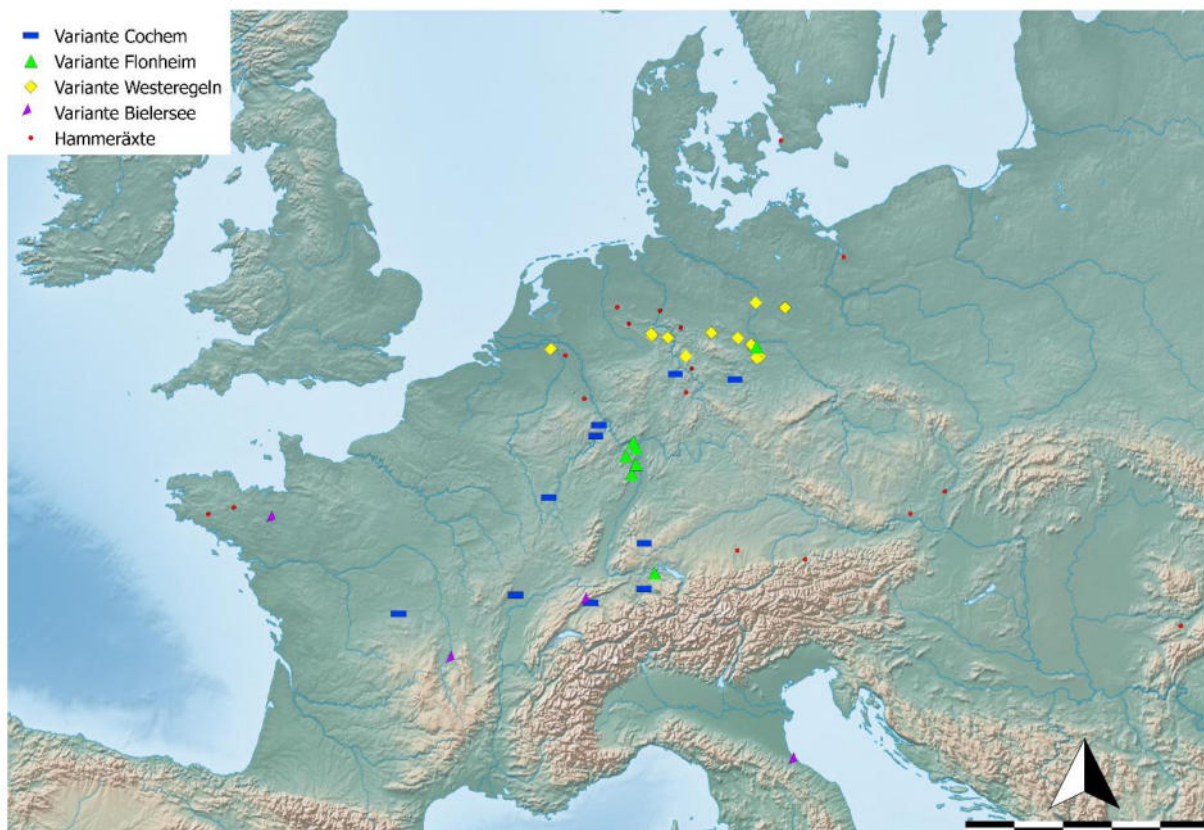 Variante Cochem
Variante Flonheim
Variante Westeregeln
Variante Bielersee
Hammeräxte